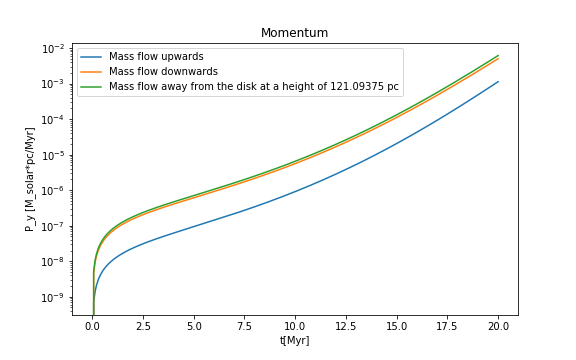 Momentum
Mass flow upwards
Mass flow downwards
Mass flow away from the disk at a height of 121.09375 pc
P_y [M_solar*pc/Myr]
10⁻²
10⁻³
10⁻⁴
10⁻⁵
10⁻⁶
10⁻⁷
10⁻⁸
10⁻⁹
0.0 2.5 5.0 7.5 10.0 12.5 15.0 17.5 20.0
t[Myr]